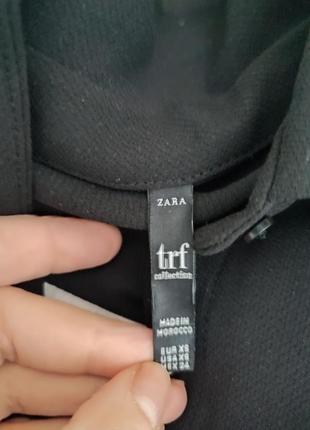 ZARA
trf
collection
MADE IN
MOROCCO
EUR XS
USA XS
MEX 24